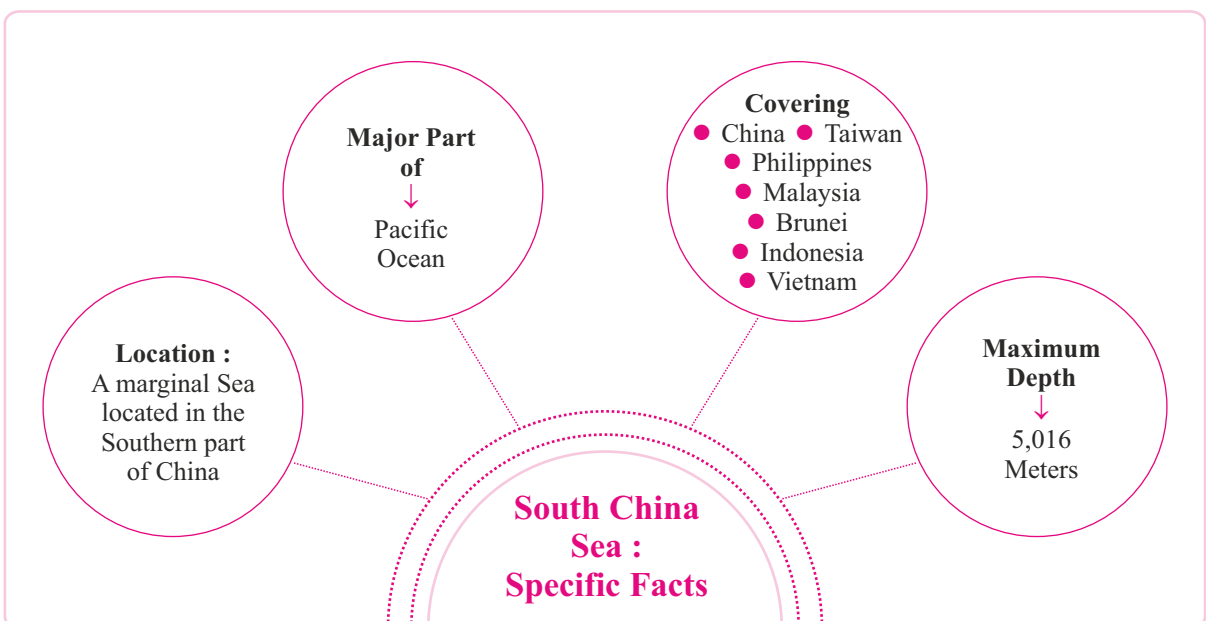 Location :
A marginal Sea
located in the
Southern part
of China
Major Part
of
↓
Pacific
Ocean
Covering
● China ● Taiwan
● Philippines
● Malaysia
● Brunei
● Indonesia
● Vietnam
Maximum
Depth
↓
5,016
Meters
South China
Sea :
Specific Facts